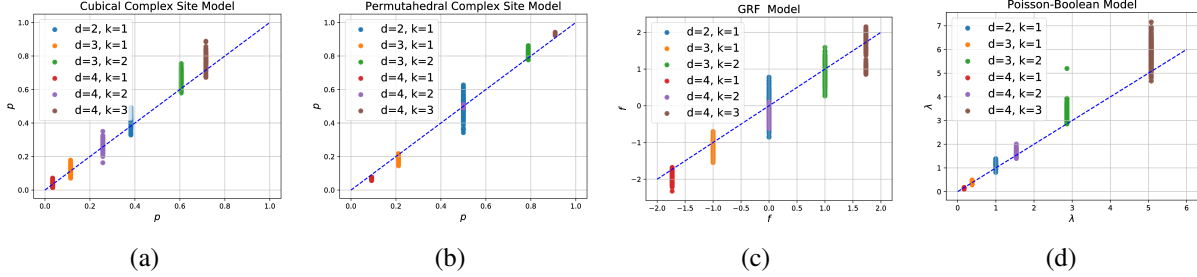 Cubical Complex Site Model
1.0
0.8
0.6
0.4
0.2
0.0
p
d=2, k=1
d=3, k=1
d=3, k=2
d=4, k=1
d=4, k=2
d=4, k=3
0.0 0.2 0.4 0.6 0.8 1.0
p
(a)
Permutahedral Complex Site Model
1.0
0.8
0.6
0.4
0.2
0.0
p
d=2, k=1
d=3, k=1
d=3, k=2
d=4, k=1
d=4, k=2
d=4, k=3
0.0 0.2 0.4 0.6 0.8 1.0
p
(b)
GRF Model
2
1
0
−1
−2
f
d=2, k=1
d=3, k=1
d=3, k=2
d=4, k=1
d=4, k=2
d=4, k=3
−2.0 −1.5 −1.0 −0.5 0.0 0.5 1.0 1.5 2.0
f
(c)
Poisson-Boolean Model
7
6
5
4
3
2
1
0
λ
d=2, k=1
d=3, k=1
d=3, k=2
d=4, k=1
d=4, k=2
d=4, k=3
0 1 2 3 4 5 6
λ
(d)